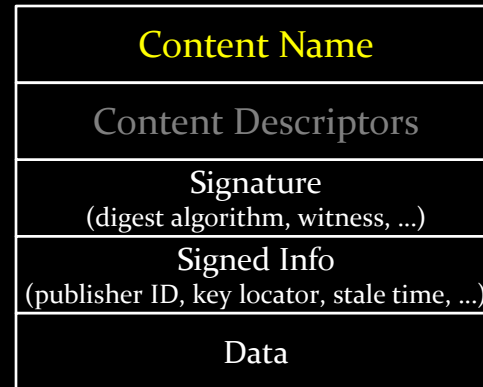 Content Name
Content Descriptors
Signature
(digest algorithm, witness, ...)
Signed Info
(publisher ID, key locator, stale time, ...)
Data